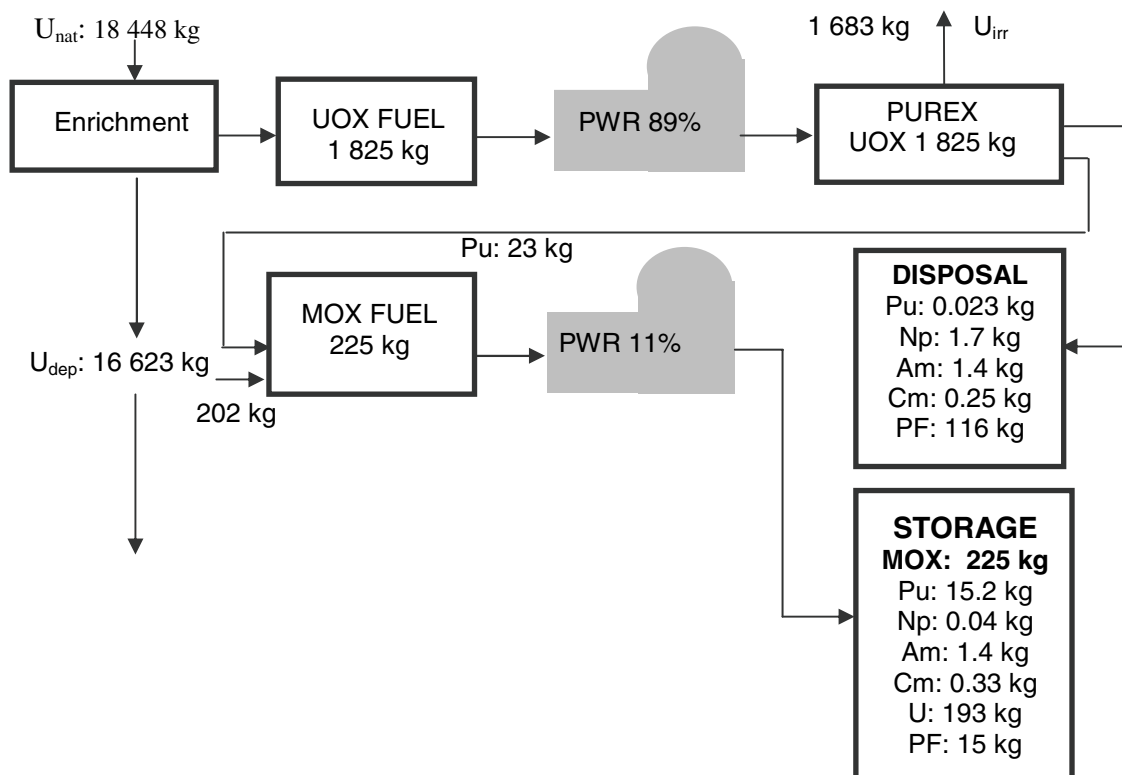 U_nat: 18 448 kg
1 683 kg
U_irr
Enrichment
UOX FUEL
1 825 kg
PWR 89%
PUREX
UOX 1 825 kg
Pu: 23 kg
MOX FUEL
225 kg
PWR 11%
U_dep: 16 623 kg
202 kg
DISPOSAL
Pu: 0.023 kg
Np: 1.7 kg
Am: 1.4 kg
Cm: 0.25 kg
PF: 116 kg
STORAGE
MOX: 225 kg
Pu: 15.2 kg
Np: 0.04 kg
Am: 1.4 kg
Cm: 0.33 kg
U: 193 kg
PF: 15 kg